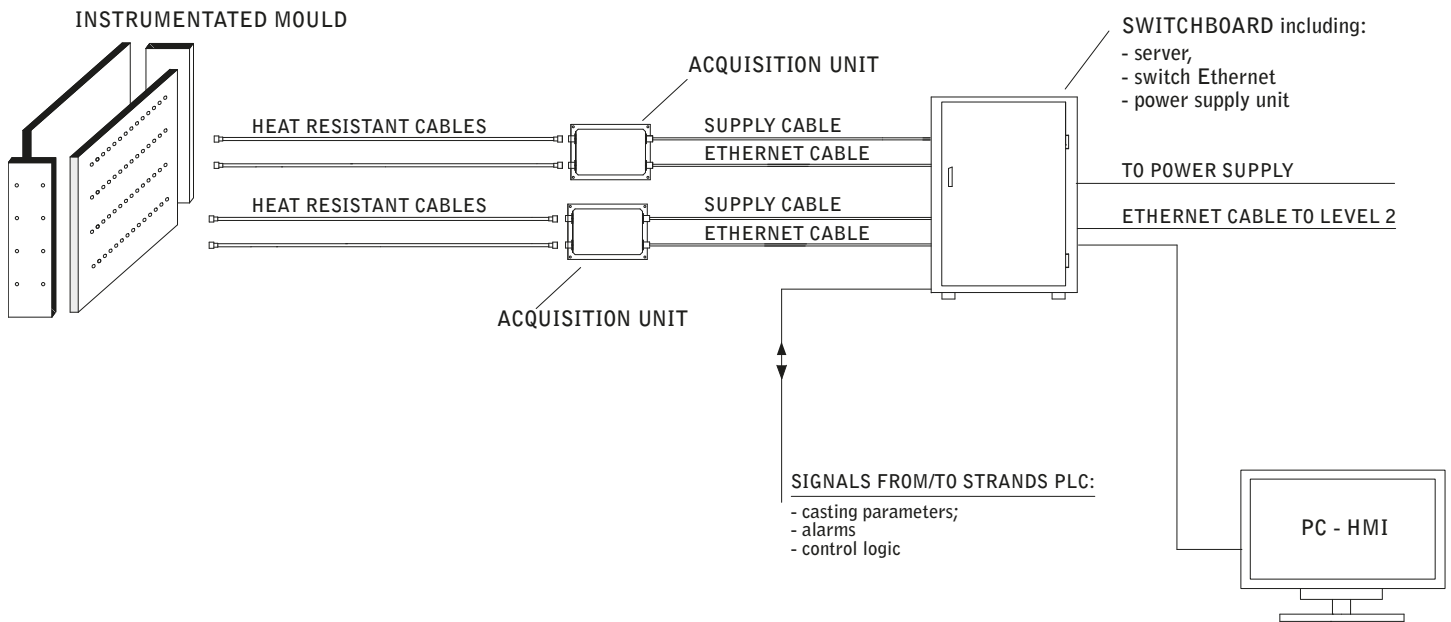 INSTRUMENTATED MOULD
ACQUISITION UNIT
SWITCHBOARD including:
- server,
- switch Ethernet
- power supply unit
HEAT RESISTANT CABLES
SUPPLY CABLE
ETHERNET CABLE
TO POWER SUPPLY
HEAT RESISTANT CABLES
SUPPLY CABLE
ETHERNET CABLE
ETHERNET CABLE TO LEVEL 2
ACQUISITION UNIT
SIGNALS FROM/TO STRANDS PLC:
- casting parameters;
- alarms
- control logic
PC - HMI